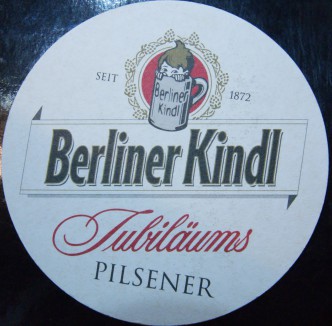 SEIT 1872
Berliner
Kindl
Berliner Kindl
Jubiläums
PILSENER